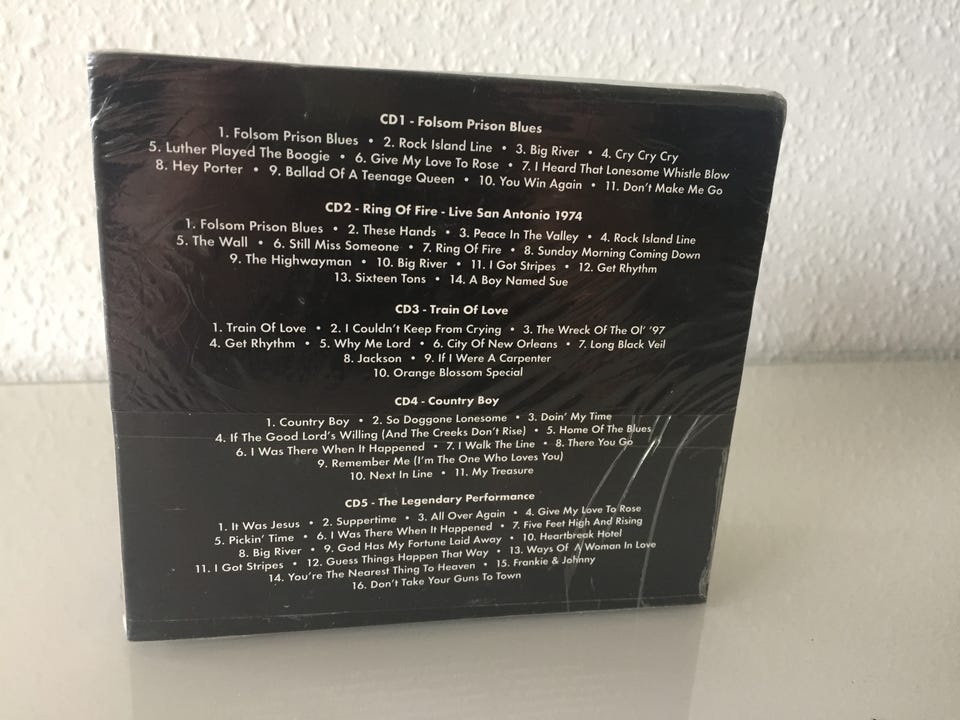 CD1 - Folsom Prison Blues
1. Folsom Prison Blues • 2. Rock Island Line • 3. Big River • 4. Cry Cry Cry
5. Luther Played The Boogie • 6. Give My Love To Rose • 7. I Heard That Lonesome Whistle Blow
8. Hey Porter • 9. Ballad Of A Teenage Queen • 10. You Win Again • 11. Don't Make Me Go
CD2 - Ring Of Fire - Live San Antonio 1974
1. Folsom Prison Blues • 2. These Hands • 3. Peace In The Valley • 4. Rock Island Line
5. The Wall • 6. Still Miss Someone • 7. Ring Of Fire • 8. Sunday Morning Coming Down
9. The Highwayman • 10. Big River • 11. I Got Stripes • 12. Get Rhythm
13. Sixteen Tons • 14. A Boy Named Sue
CD3 - Train Of Love
1. Train Of Love • 2. I Couldn't Keep From Crying • 3. The Wreck Of The Ol' '97
4. Get Rhythm • 5. Why Me Lord • 6. City Of New Orleans • 7. Long Black Veil
8. Jackson • 9. If I Were A Carpenter
10. Orange Blossom Special
CD4 - Country Boy
1. Country Boy • 2. So Doggone Lonesome • 3. Doin' My Time
4. If The Good Lord's Willing (And The Creeks Don't Rise) • 5. Home Of The Blues
6. I Was There When It Happened • 7. I Walk The Line • 8. There You Go
9. Remember Me (I'm The One Who Loves You)
10. Next In Line • 11. My Treasure
CD5 - The Legendary Performance
1. It Was Jesus • 2. Suppertime • 3. All Over Again • 4. Give My Love To Rose
5. Pickin' Time • 6. I Was There When It Happened • 7. Five Feet High And Rising
8. Big River • 9. God Has My Fortune Laid Away • 10. Heartbreak Hotel
11. I Got Stripes • 12. Guess Things Happen That Way • 13. Ways Of A Woman In Love
14. You're The Nearest Thing To Heaven • 15. Frankie & Johnny
16. Don't Take Your Guns To Town